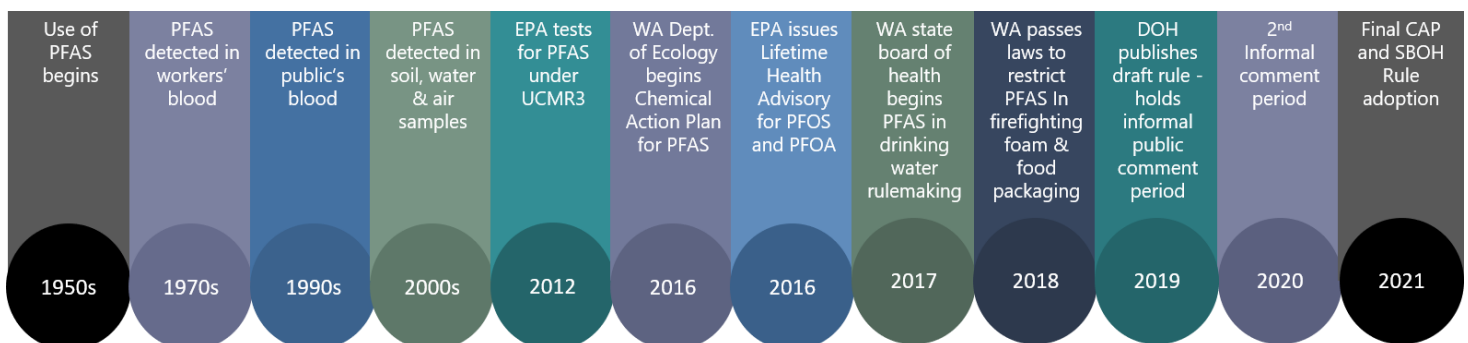 Use of
PFAS
begins
1950s
PFAS
detected in
workers'
blood
1970s
PFAS
detected in
public's
blood
1990s
PFAS
detected in
soil, water
& air
samples
2000s
EPA tests
for PFAS
under
UCMR3
2012
WA Dept.
of Ecology
begins
Chemical
Action Plan
for PFAS
2016
EPA issues
Lifetime
Health
Advisory
for PFOS
and PFOA
2016
WA state
board of
health
begins
PFAS in
drinking
water
rulemaking
2017
WA passes
laws to
restrict
PFAS In
firefighting
foam &
food
packaging
2018
DOH
publishes
draft rule -
holds
informal
public
comment
period
2019
2nd
Informal
comment
period
2020
Final CAP
and SBOH
Rule
adoption
2021